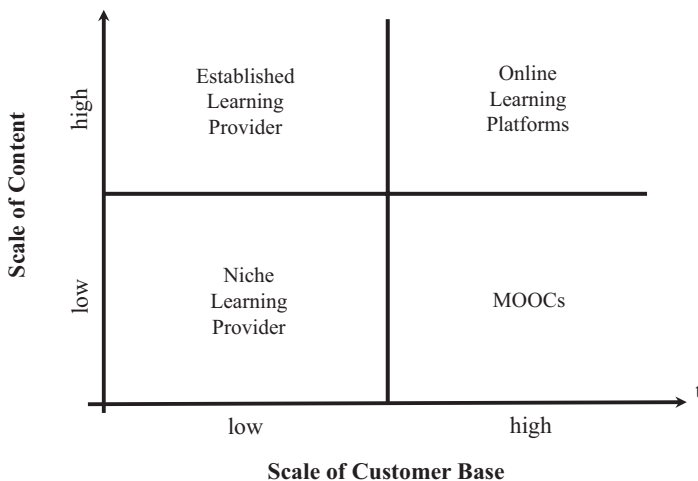 Established
Learning
Provider
Online
Learning
Platforms
high
Scale of Content
low
Niche
Learning
Provider
MOOCs
t
low
high
Scale of Customer Base